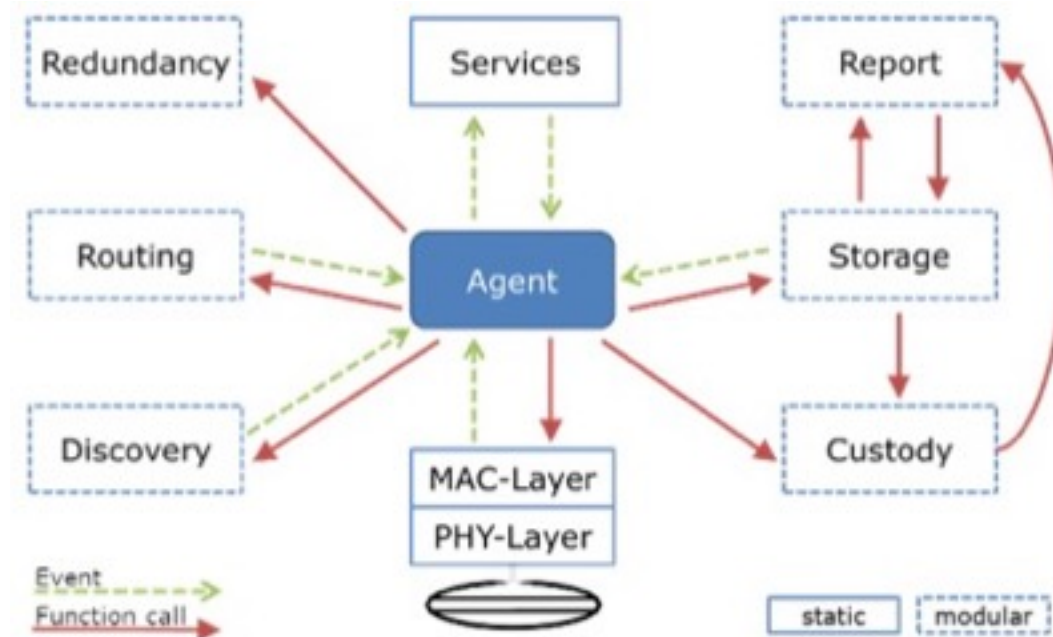 Redundancy
Services
Report
Routing
Agent
Storage
Discovery
MAC-Layer
Custody
PHY-Layer
Event
Function call
static
modular